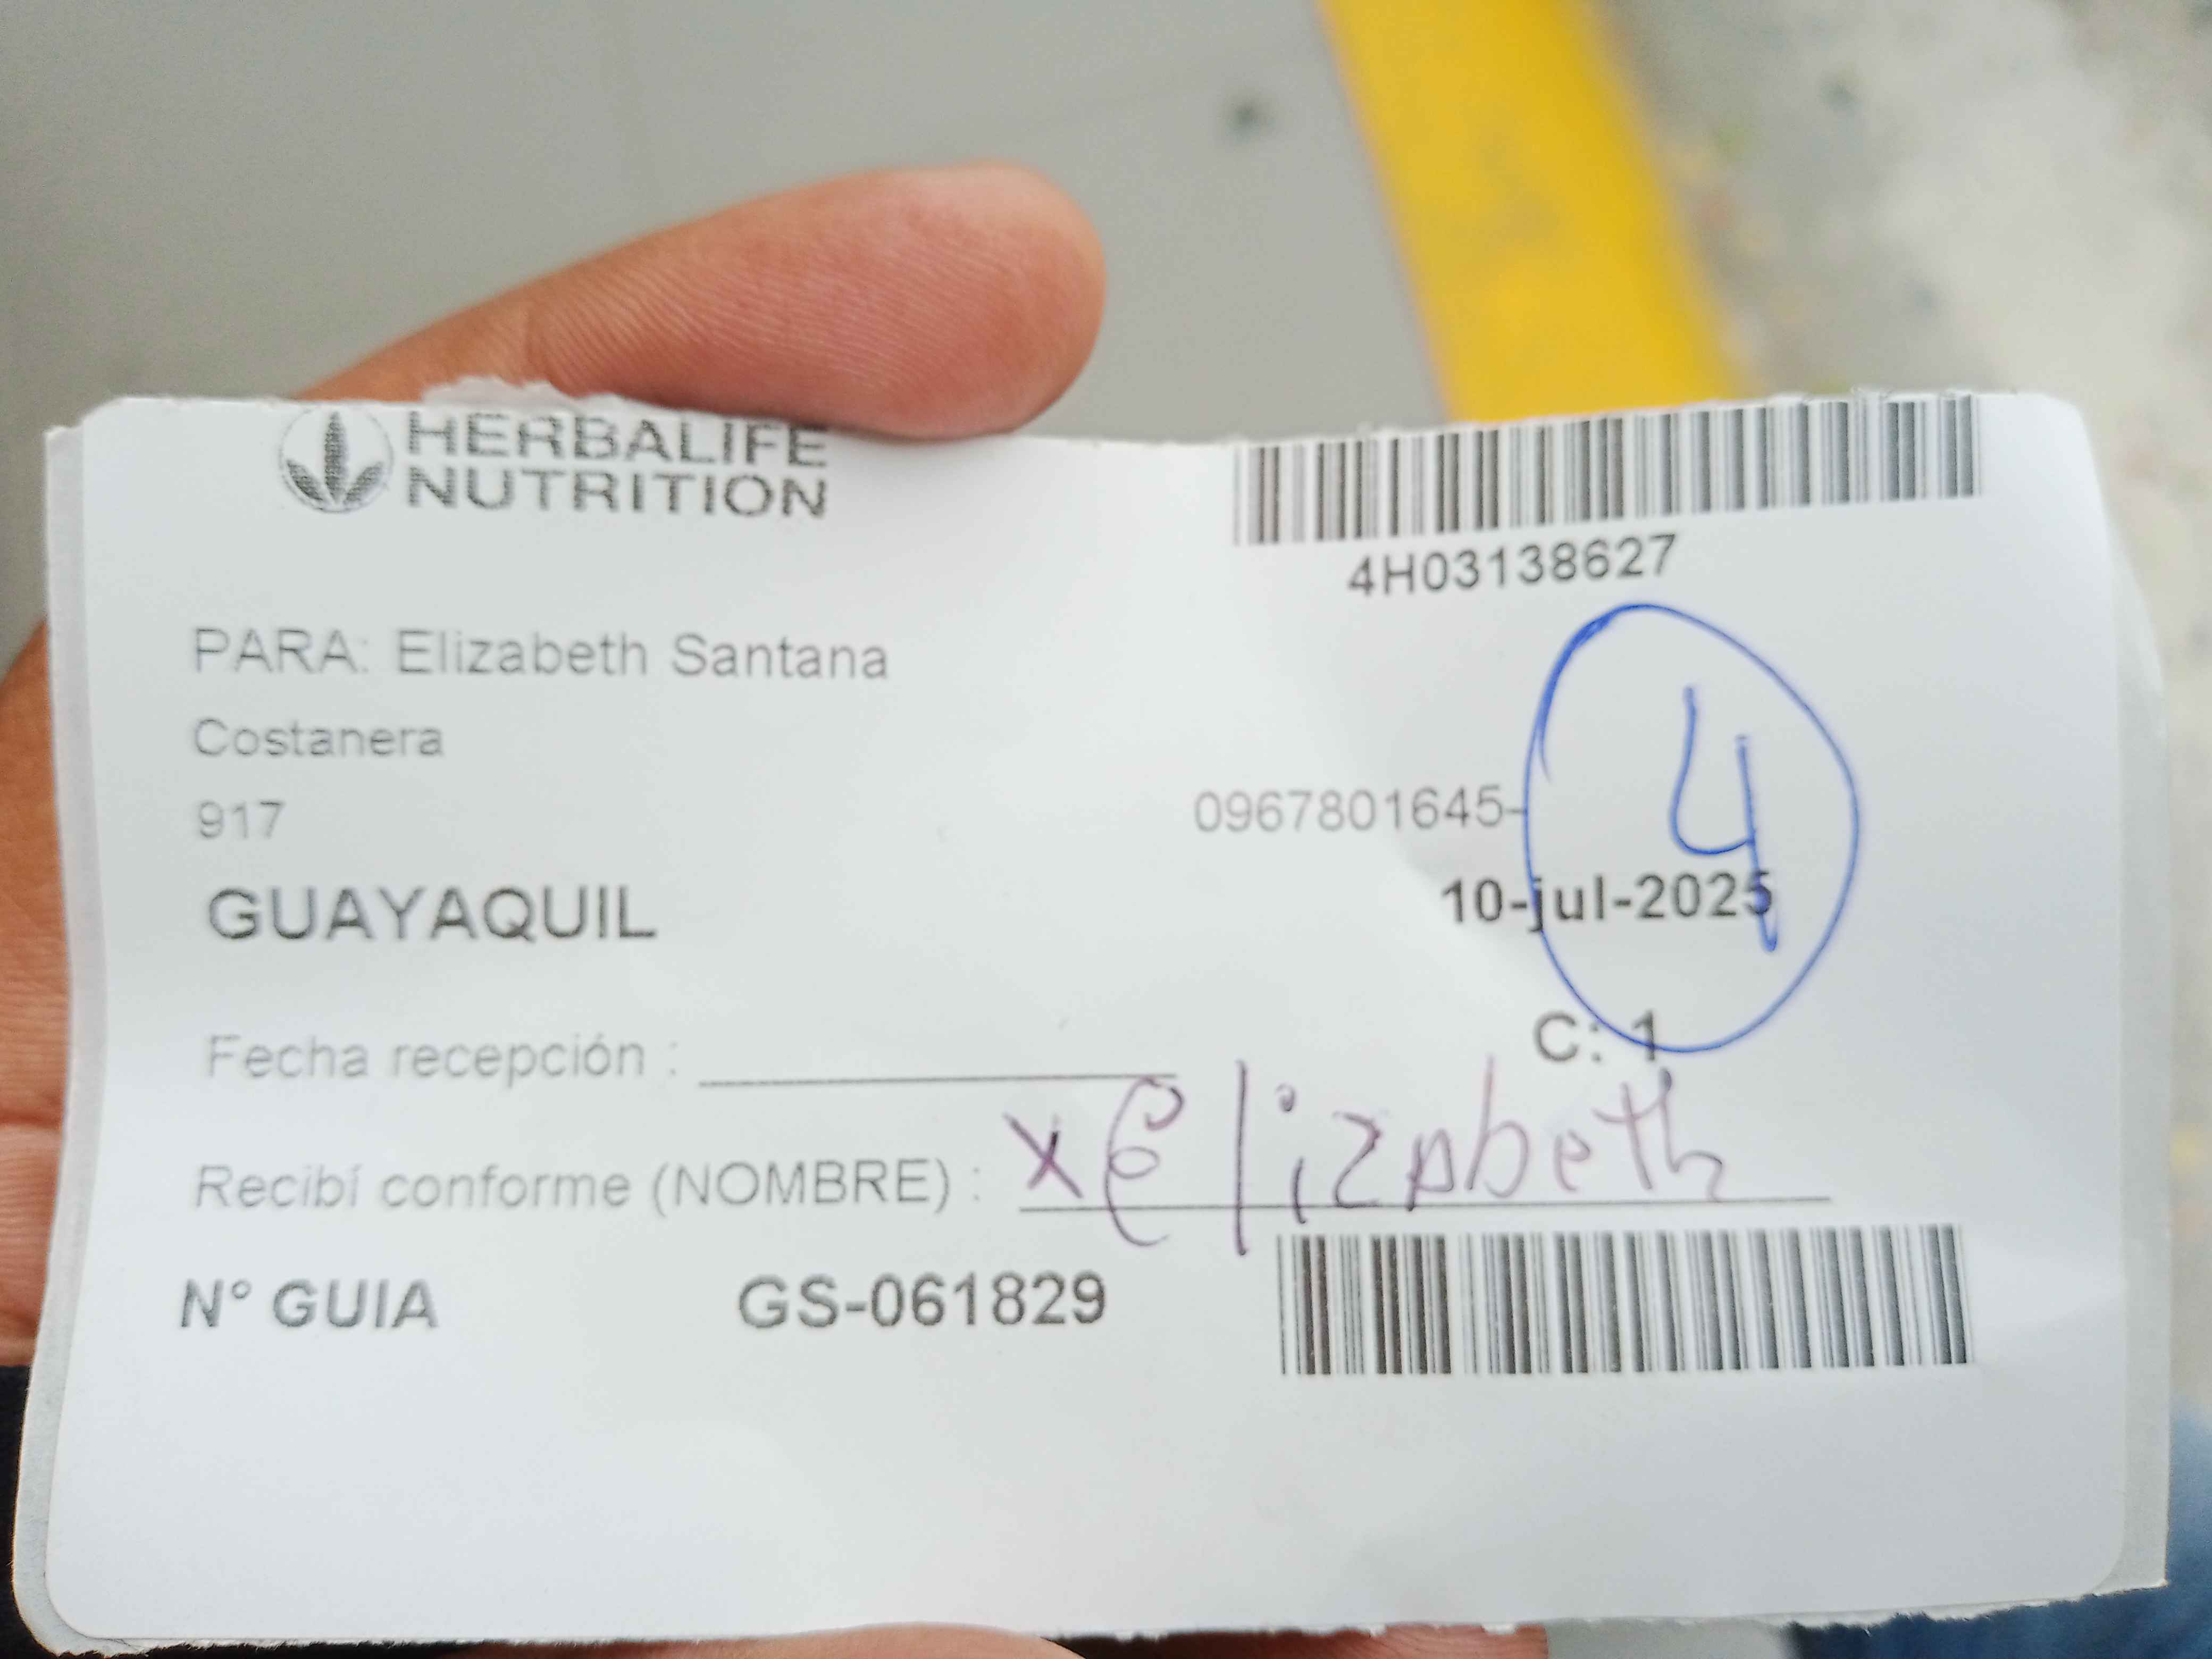 HERBALIFE
NUTRITION
4H03138627
PARA: Elizabeth Santana
Costanera
917
0967801645-
4
GUAYAQUIL
10-jul-2025
C: 1
Fecha recepción :
Recibí conforme (NOMBRE) : x Elizabeth
N° GUIA GS-061829